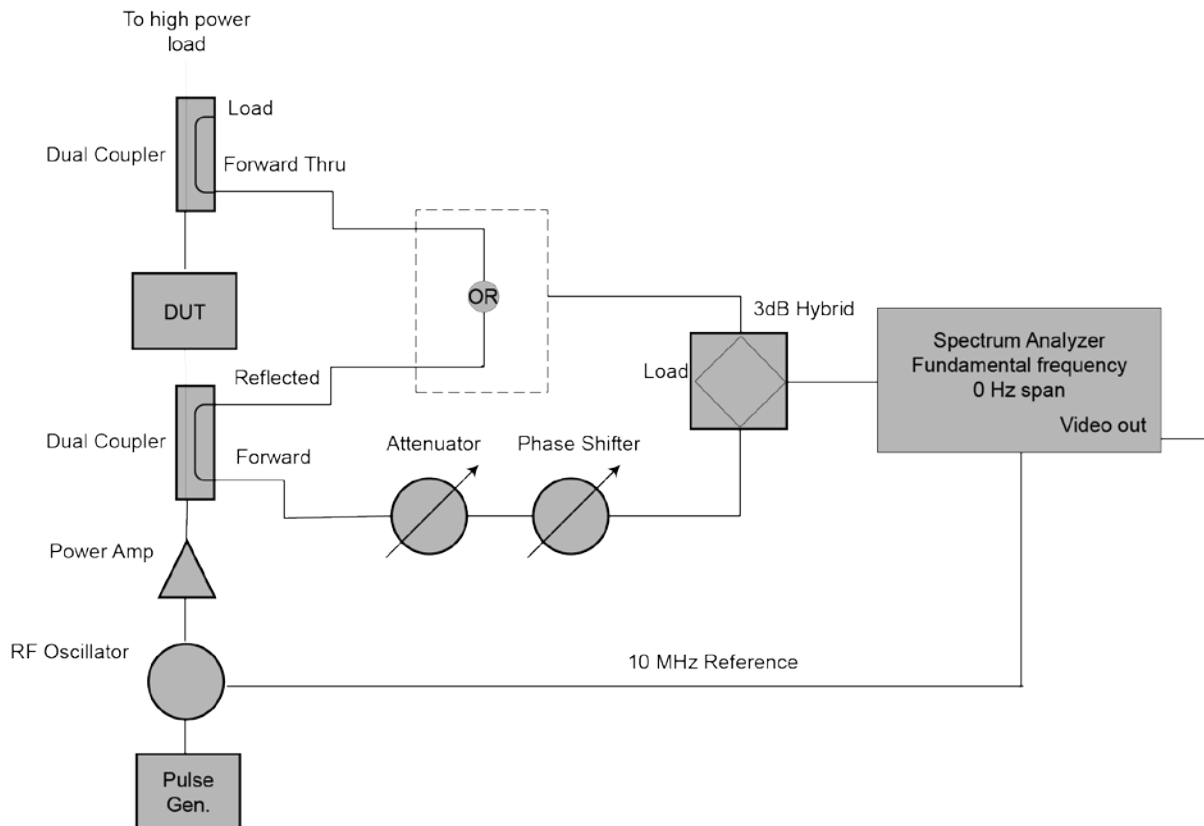 To high power
load
Load
Dual Coupler
Forward Thru
DUT
OR
3dB Hybrid
Load
Spectrum Analyzer
Fundamental frequency
0 Hz span
Video out
Reflected
Dual Coupler
Forward
Attenuator
Phase Shifter
Power Amp
RF Oscillator
10 MHz Reference
Pulse
Gen.